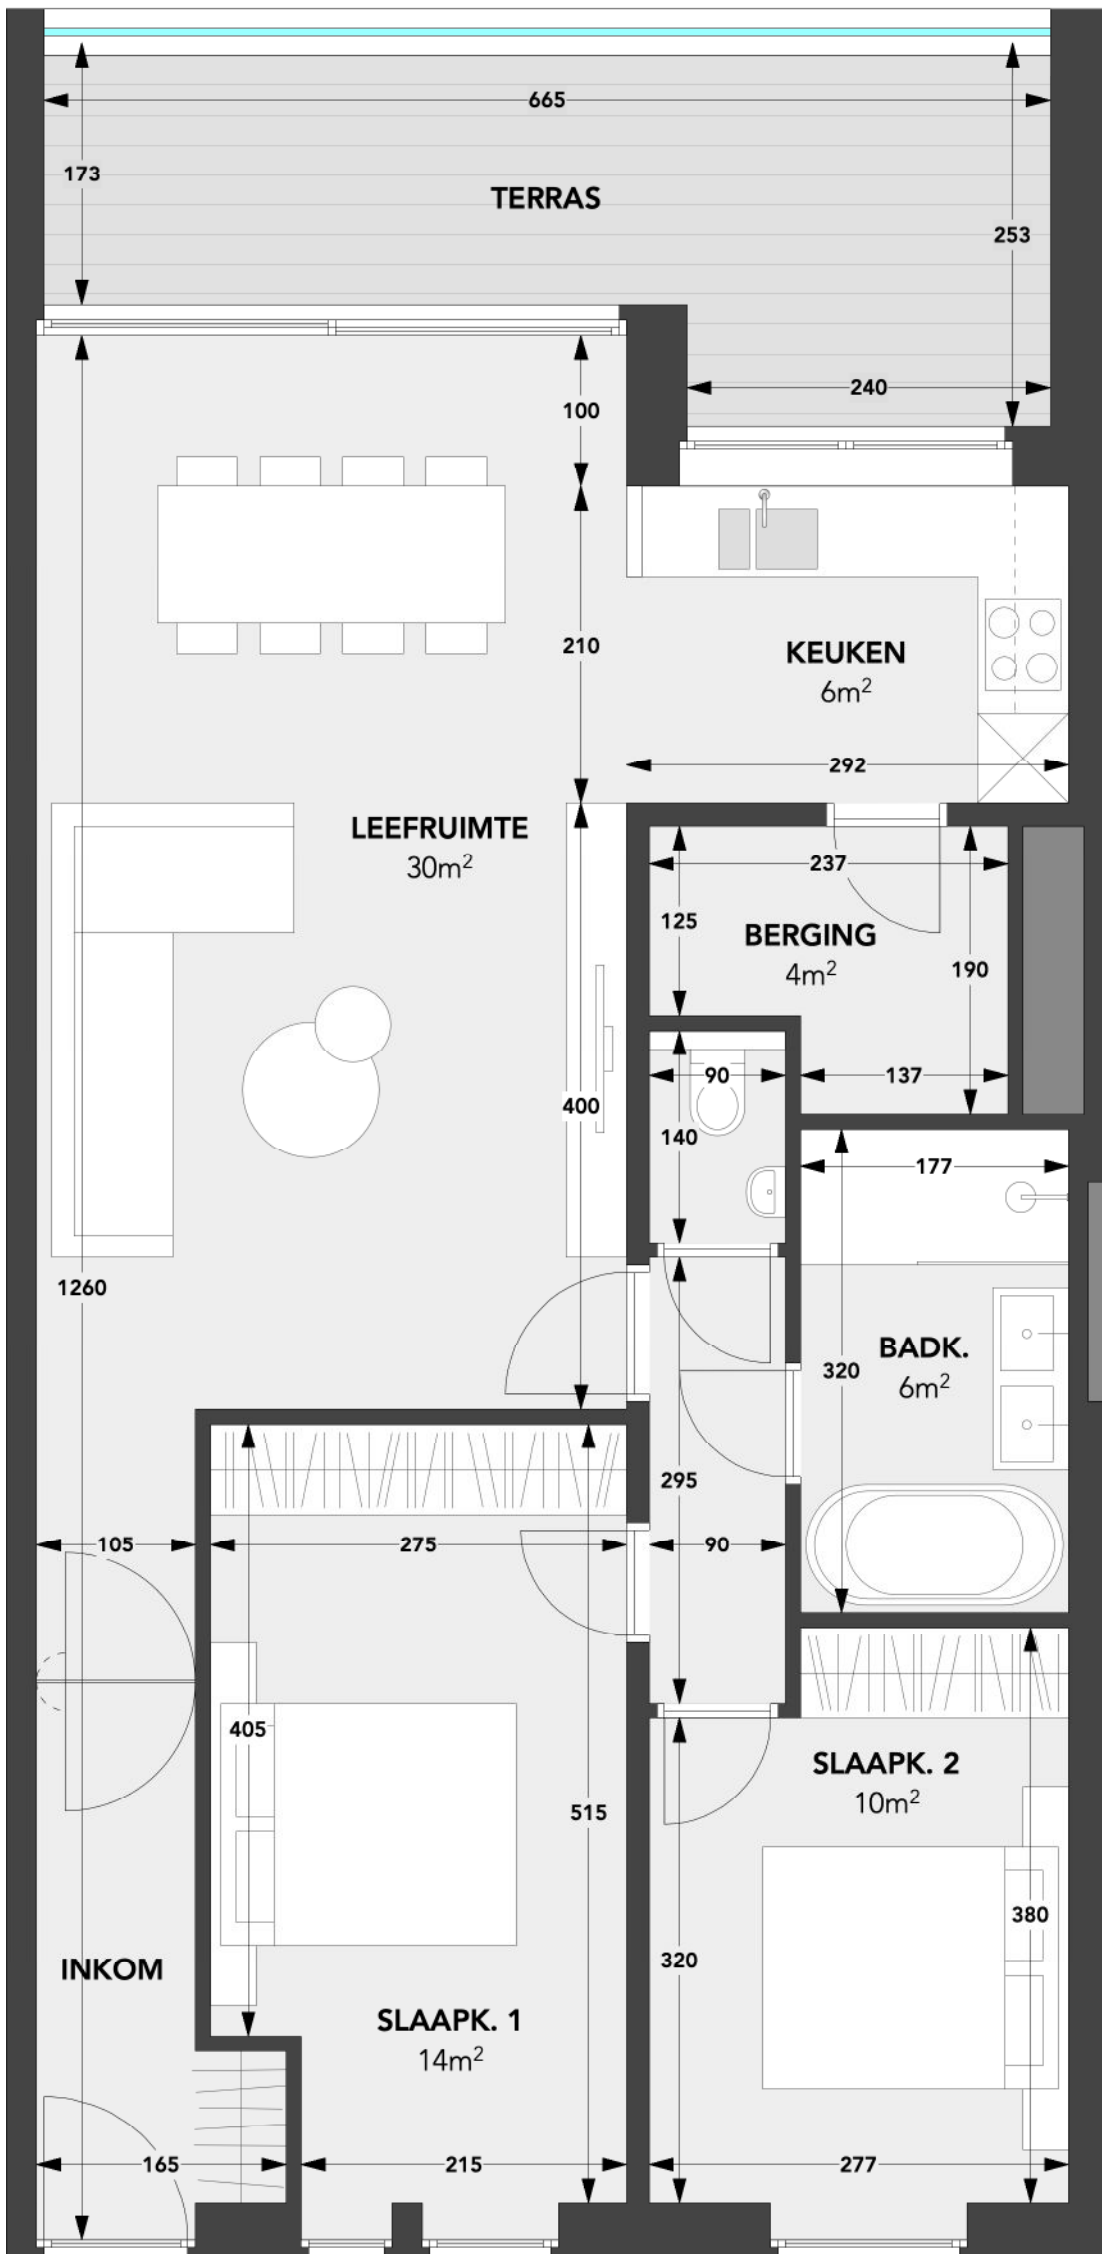 665
173
TERRAS
253
240
100
210
KEUKEN
6m²
292
LEEFRUIMTE
30m²
237
125
BERGING
4m²
190
90
137
400
140
177
1260
BADK.
6m²
320
295
105
275
90
405
SLAAPK. 2
10m²
515
380
320
INKOM
SLAAPK. 1
14m²
165
215
277